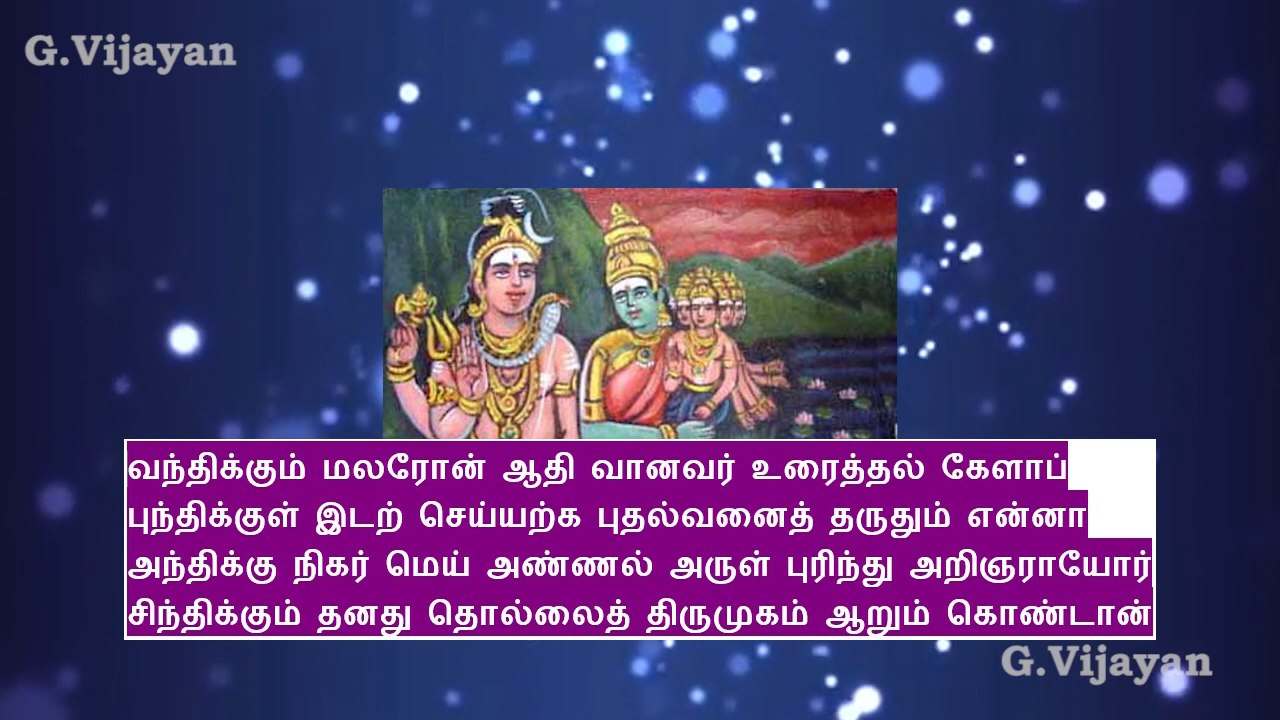 G.Vijayan
வந்திக்கும் மலரோன் ஆதி வானவர் உரைத்தல் கேளாப்
புந்திக்குள் இடற் செய்யற்க புதல்வனைத் தருதும் என்னா
அந்திக்கு நிகர் மெய் அண்ணல் அருள் புரிந்து அறிஞராயோர்
சிந்திக்கும் தனது தொல்லைத் திருமுகம் ஆறும் கொண்டான்
G.Vijayan